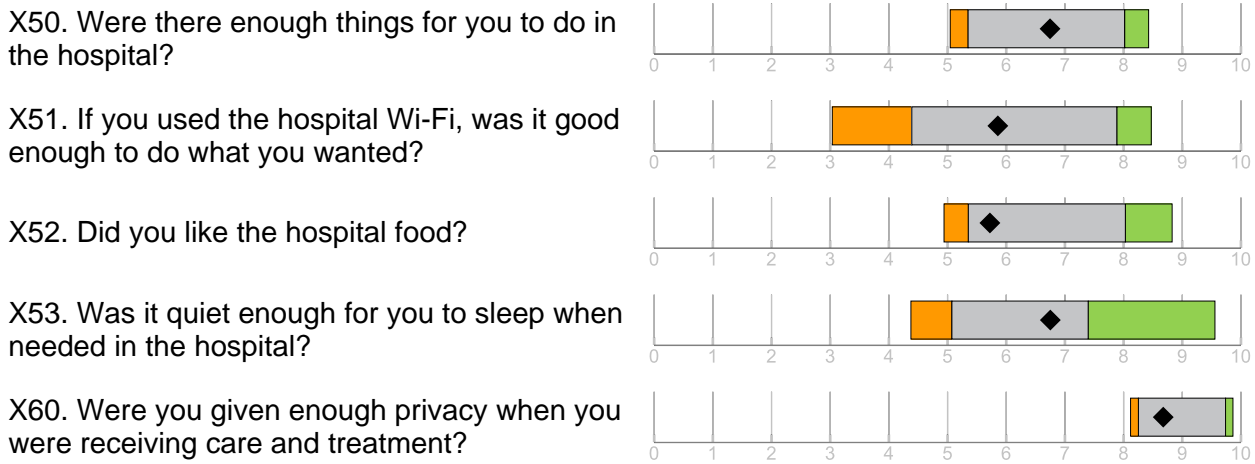 X50. Were there enough things for you to do in
the hospital?
0 1 2 3 4 5 6 7 8 9 10
X51. If you used the hospital Wi-Fi, was it good
enough to do what you wanted?
0 1 2 3 4 5 6 7 8 9 10
X52. Did you like the hospital food?
0 1 2 3 4 5 6 7 8 9 10
X53. Was it quiet enough for you to sleep when
needed in the hospital?
0 1 2 3 4 5 6 7 8 9 10
X60. Were you given enough privacy when you
were receiving care and treatment?
0 1 2 3 4 5 6 7 8 9 10